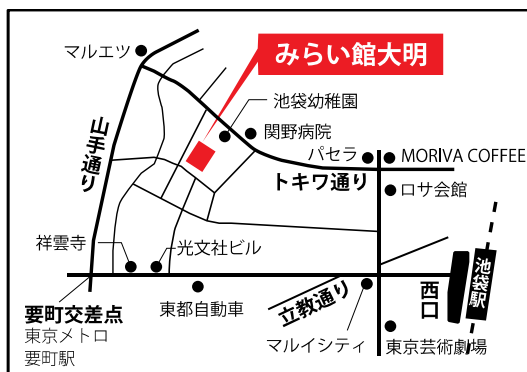 マルエツ
みらい館大明
池袋幼稚園
関野病院
山手通り
パセラ
MORIVA COFFEE
トキワ通り
ロサ会館
祥雲寺
光文社ビル
池袋駅
西口
立教通り
要町交差点
東京メトロ
要町駅
東都自動車
マルイシティ
東京芸術劇場